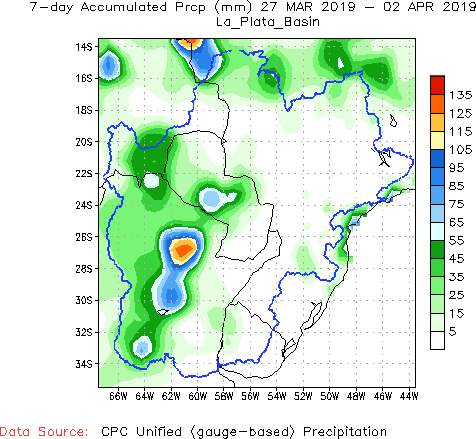 7-day Accumulated Prcp (mm) 27 MAR 2019 - 02 APR 2019
La_Plata_Basin
14S
16S
18S
20S
22S
24S
26S
28S
30S
32S
34S
66W 64W 62W 60W 58W 56W 54W 52W 50W 48W 46W 44W
135
125
115
105
95
85
75
65
55
45
35
25
15
5
Data Source: CPC Unified (gauge-based) Precipitation